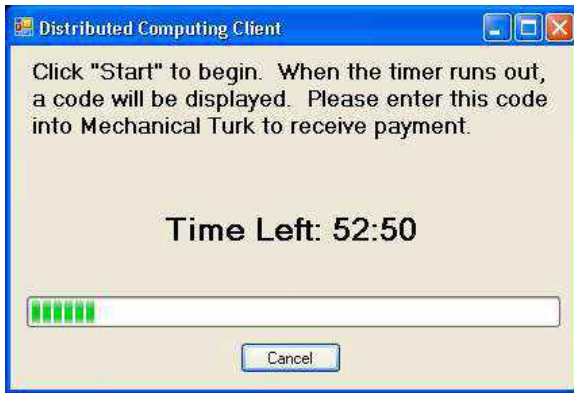 Distributed Computing Client
Click "Start" to begin. When the timer runs out,
a code will be displayed. Please enter this code
into Mechanical Turk to receive payment.
Time Left: 52:50
Cancel